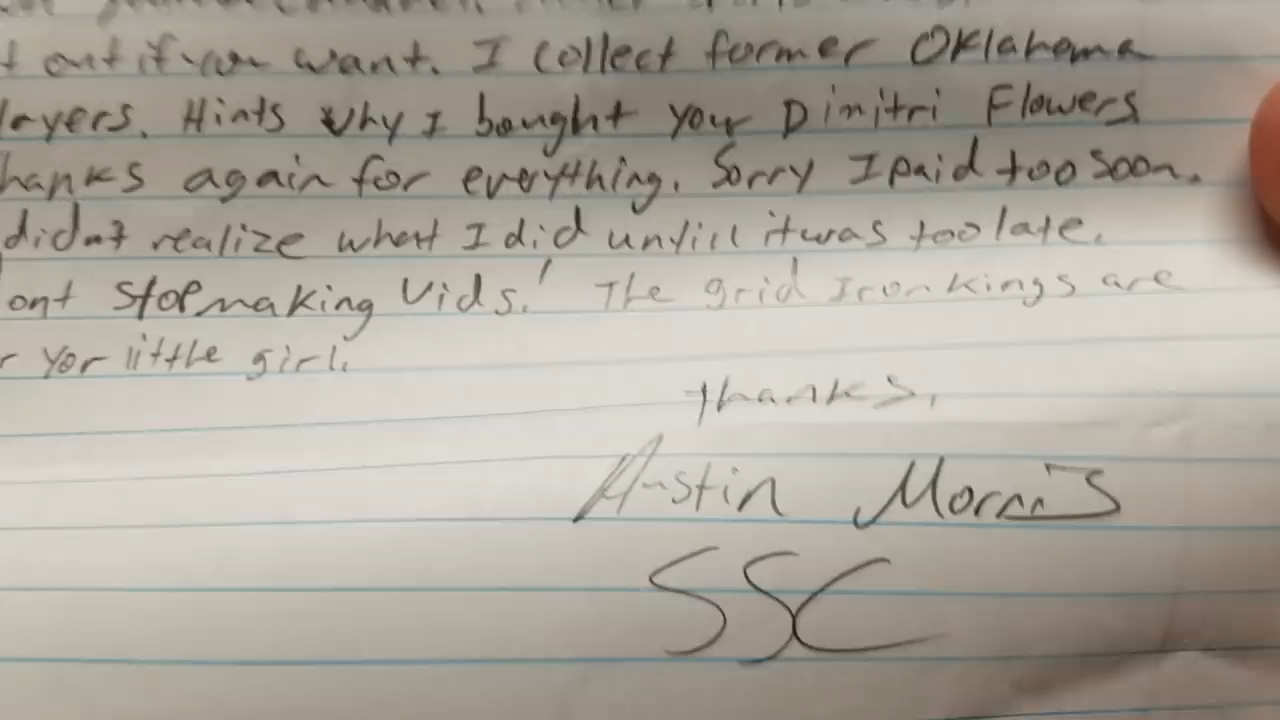 t out if you want. I collect former Oklahoma
layers. Hints why I bought your Dimitri Flowers
hanks again for everything. Sorry I paid too soon.
didnt realize what I did untill it was too late.
ont stop making Vids! The grid Iron kings are
r yor little girl.
thanks,
Austin Morris
SSC